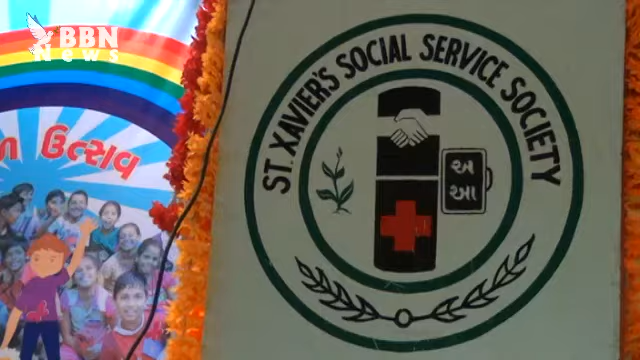 BBN
News
ઉત્સવ
ST. XAVIER'S SOCIAL SERVICE SOCIETY
અ
આ